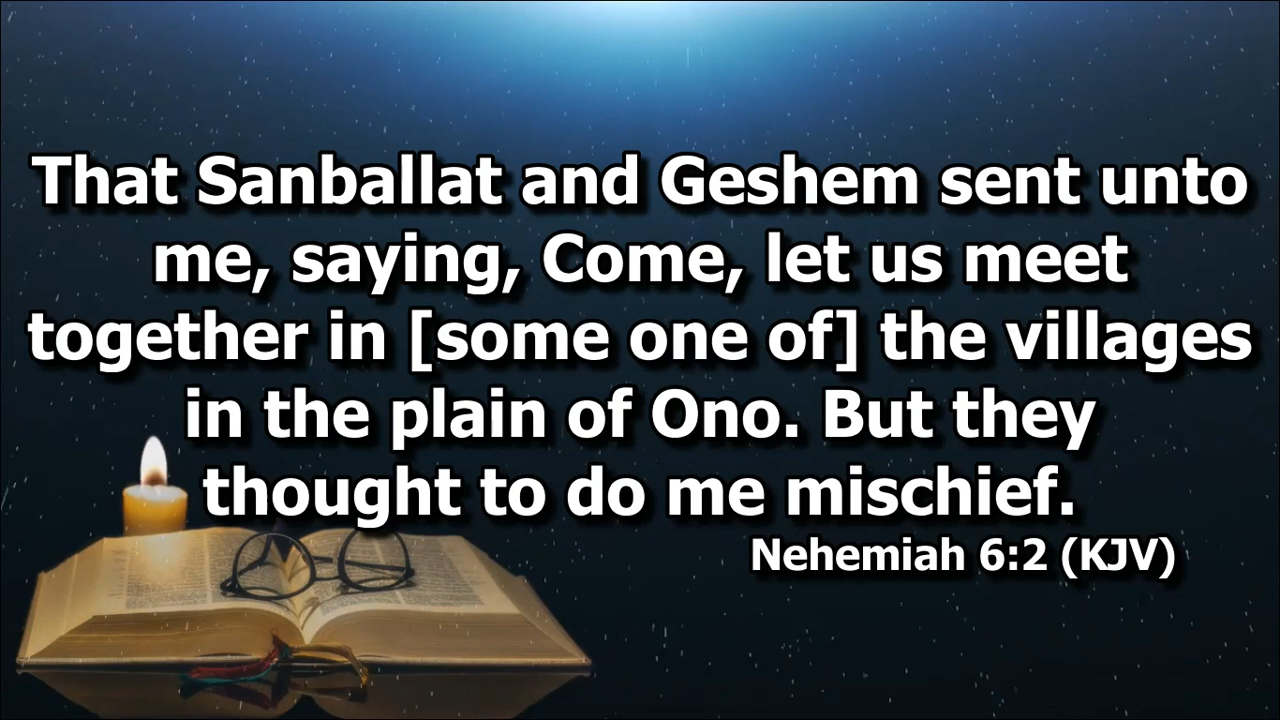 That Sanballat and Geshem sent unto
me, saying, Come, let us meet
together in [some one of] the villages
in the plain of Ono. But they
thought to do me mischief.
Nehemiah 6:2 (KJV)